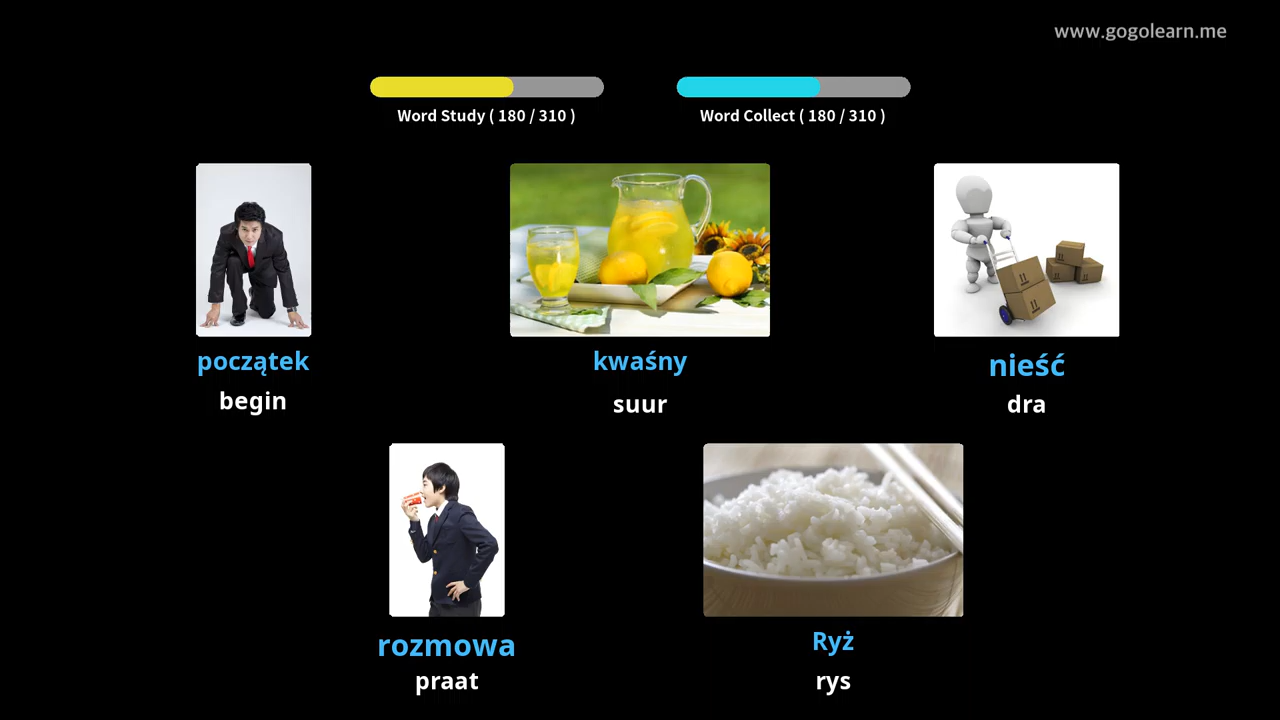 www.gogolearn.me
Word Study ( 180 / 310 )
Word Collect ( 180 / 310 )
początek
begin
kwaśny
suur
nieść
dra
rozmowa
praat
Ryż
rys